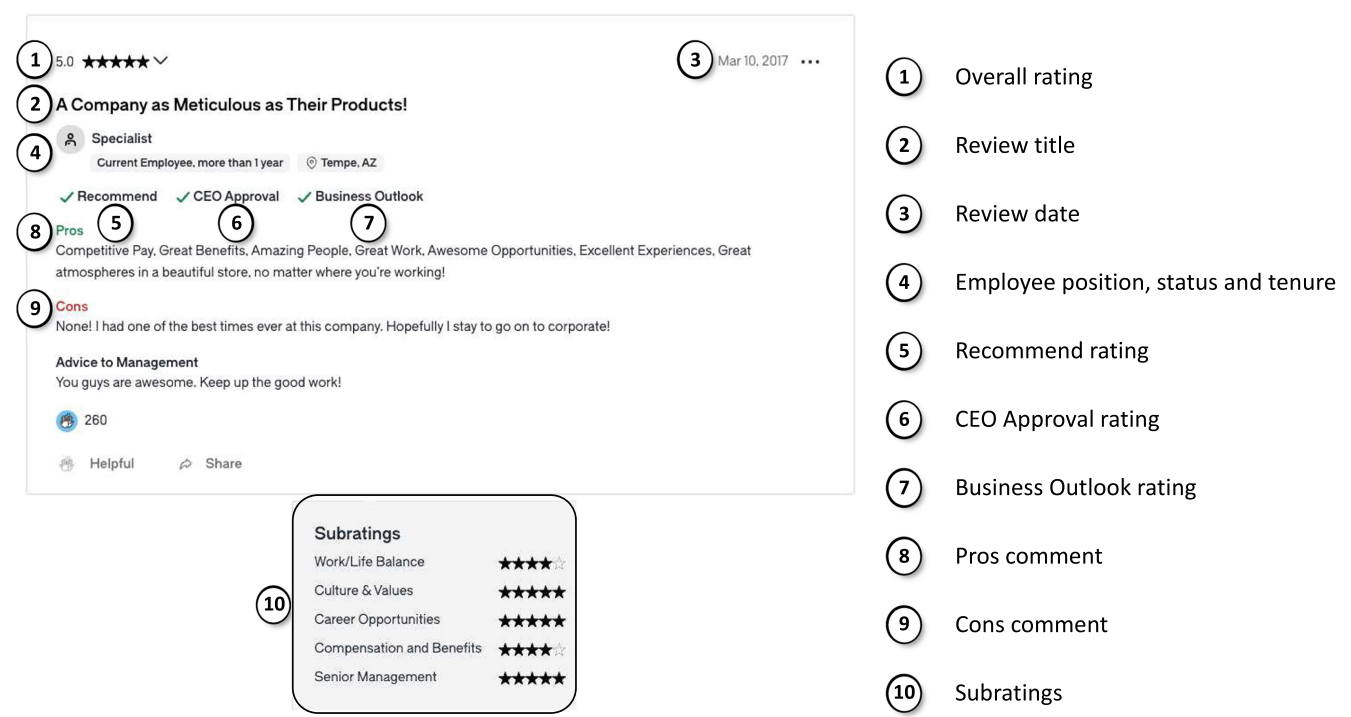 1 5.0 ★★★★★ 3 Mar 10, 2017 •••
2 A Company as Meticulous as Their Products!
4 Specialist
Current Employee, more than 1 year Tempe, AZ
✓ Recommend ✓ CEO Approval ✓ Business Outlook
5 6 7
8 Pros
Competitive Pay, Great Benefits, Amazing People, Great Work, Awesome Opportunities, Excellent Experiences, Great
atmospheres in a beautiful store, no matter where you're working!
9 Cons
None! I had one of the best times ever at this company. Hopefully I stay to go on to corporate!
Advice to Management
You guys are awesome. Keep up the good work!
260
Helpful Share
10 Subratings
Work/Life Balance ★★★★☆
Culture & Values ★★★★★
Career Opportunities ★★★★★
Compensation and Benefits ★★★★☆
Senior Management ★★★★★
1 Overall rating
2 Review title
3 Review date
4 Employee position, status and tenure
5 Recommend rating
6 CEO Approval rating
7 Business Outlook rating
8 Pros comment
9 Cons comment
10 Subratings